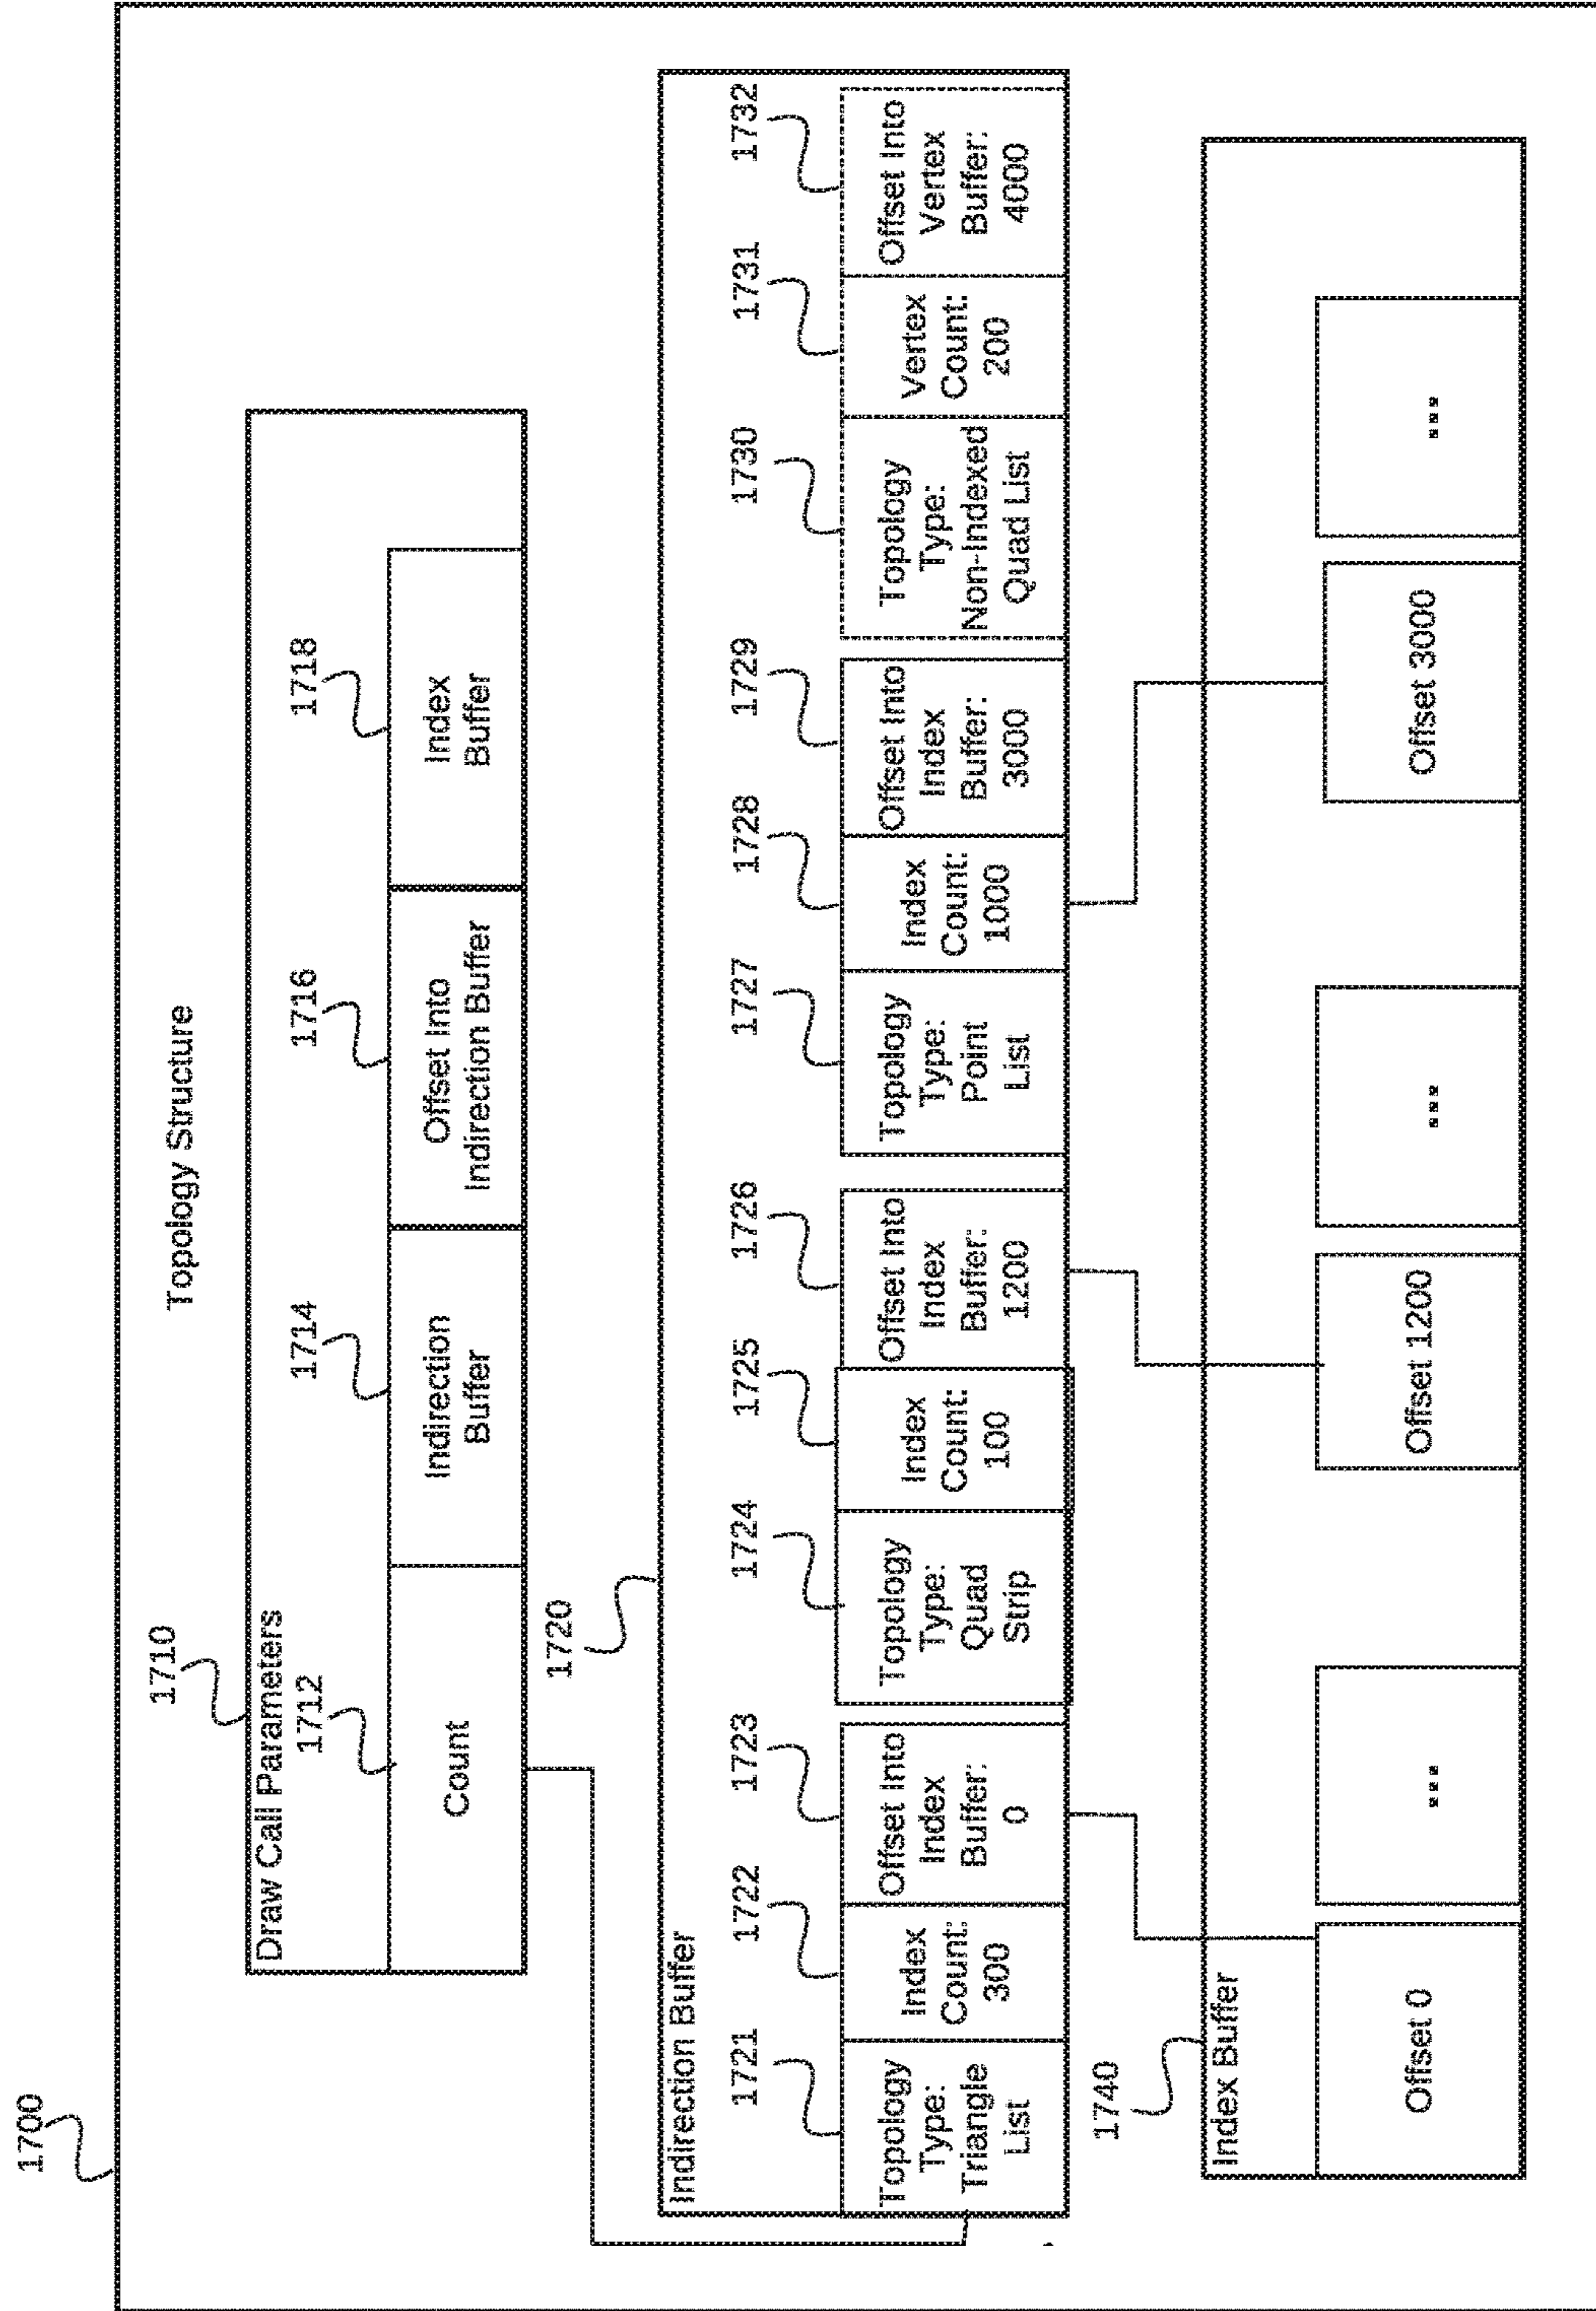 1700
Topology Structure
1710
Draw Call Parameters
1712
1714
1716
1718
Count
Indirection
Buffer
Offset Into
Indirection Buffer
Index
Buffer
1720
Indirection Buffer
1721
1722
1723
1724
1725
1726
1727
1728
1729
1730
1731
1732
Topology
Type:
Triangle
List
Index
Count:
300
Offset Into
Index
Buffer:
0
Topology
Type:
Quad
Strip
Index
Count:
100
Offset Into
Index
Buffer:
1200
Topology
Type:
Point
List
Index
Count:
1000
Offset Into
Index
Buffer:
3000
Topology
Type:
Non-Indexed
Quad List
Vertex
Count:
200
Offset Into
Vertex
Buffer:
4000
1740
Index Buffer
Offset 0
...
Offset 1200
...
Offset 3000
...